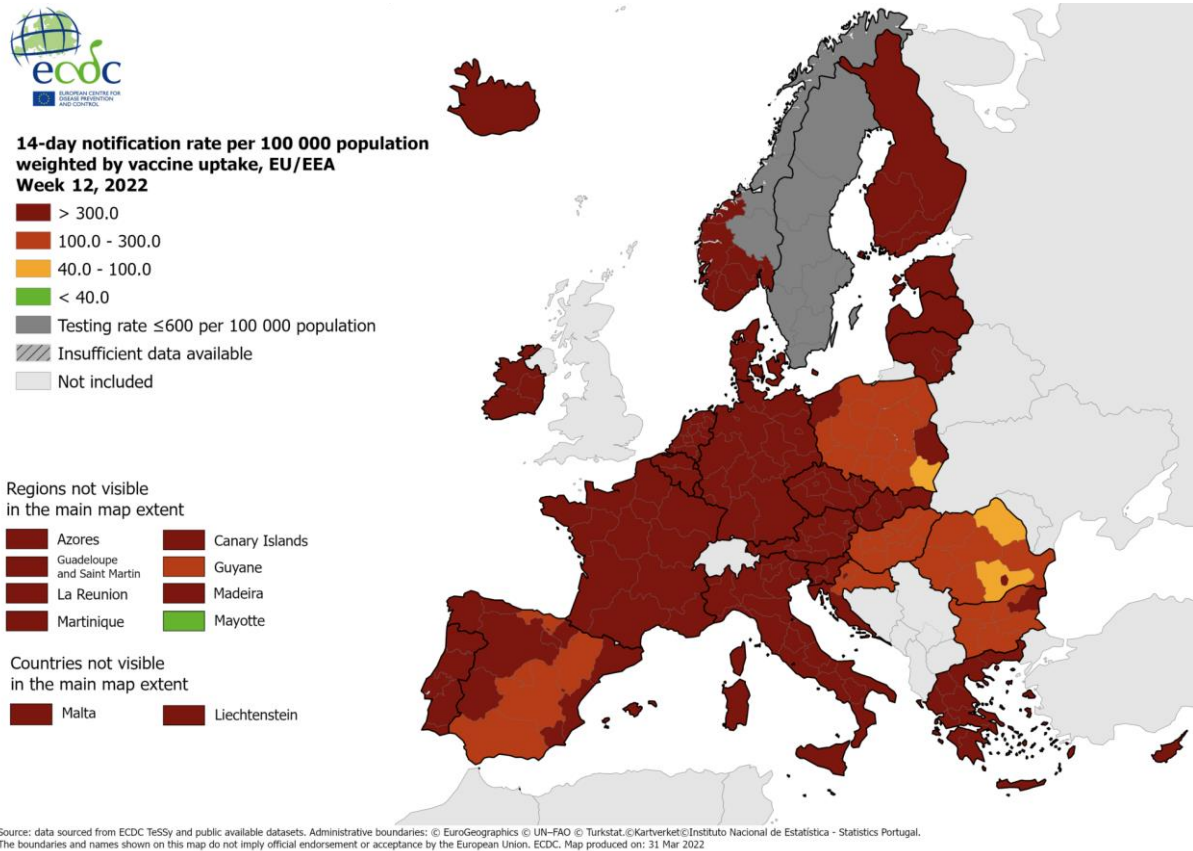 ecdc
EUROPEAN CENTRE FOR
DISEASE PREVENTION
AND CONTROL
14-day notification rate per 100 000 population
weighted by vaccine uptake, EU/EEA
Week 12, 2022
> 300.0
100.0 - 300.0
40.0 - 100.0
< 40.0
Testing rate ≤600 per 100 000 population
Insufficient data available
Not included
Regions not visible
in the main map extent
Azores
Canary Islands
Guadeloupe
and Saint Martin
Guyane
La Reunion
Madeira
Martinique
Mayotte
Countries not visible
in the main map extent
Malta
Liechtenstein
Source: data sourced from ECDC TeSSy and public available datasets. Administrative boundaries: © EuroGeographics © UN–FAO © Turkstat.©Kartverket©Instituto Nacional de Estatística - Statistics Portugal.
The boundaries and names shown on this map do not imply official endorsement or acceptance by the European Union. ECDC. Map produced on: 31 Mar 2022